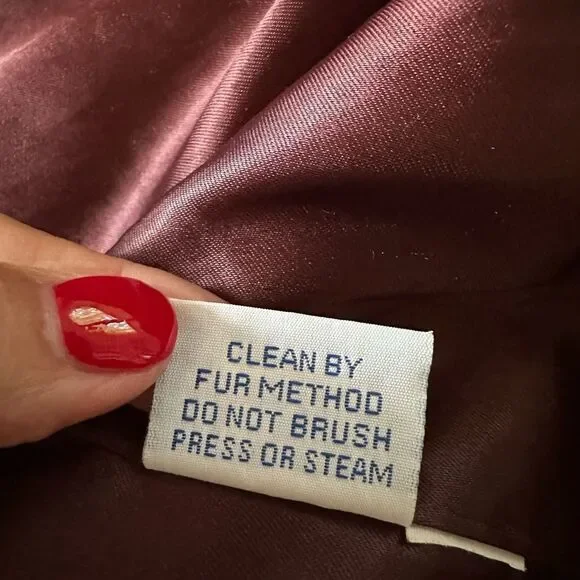 CLEAN BY
FUR METHOD
DO NOT BRUSH
PRESS OR STEAM